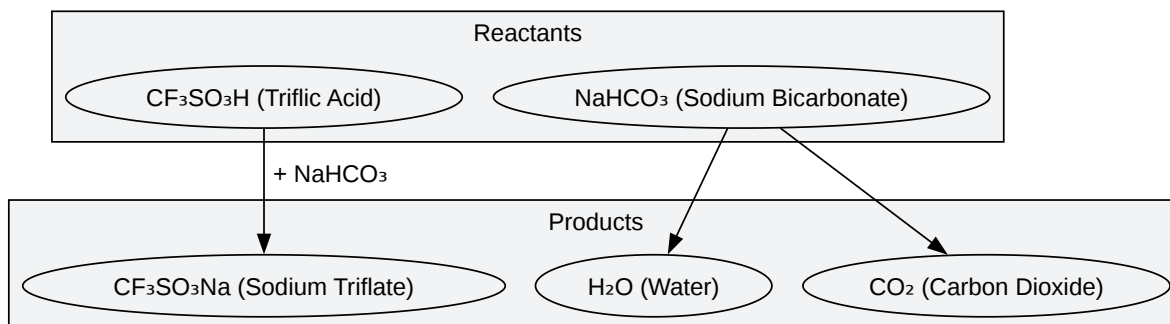 Reactants
CF₃SO₃H (Triflic Acid)
NaHCO₃ (Sodium Bicarbonate)
+ NaHCO₃
Products
CF₃SO₃Na (Sodium Triflate)
H₂O (Water)
CO₂ (Carbon Dioxide)